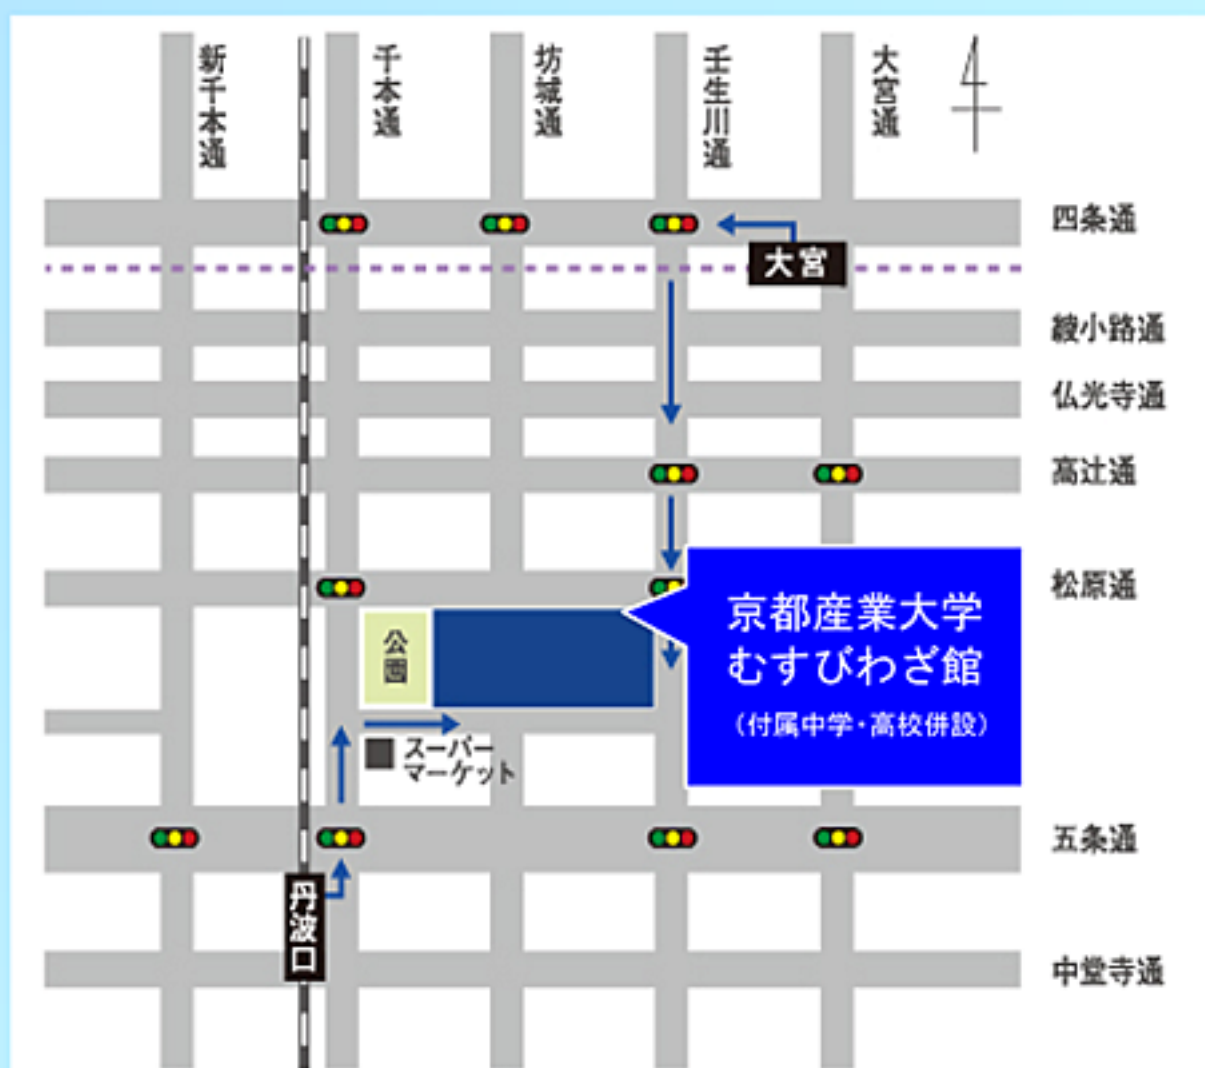 新千本通
千本通
坊城通
壬生川通
大宮通
四条通
大宮
綾小路通
仏光寺通
高辻通
松原通
京都産業大学
むすびわざ館
（付属中学・高校併設）
公園
スーパー
マーケット
五条通
丹波口
中堂寺通